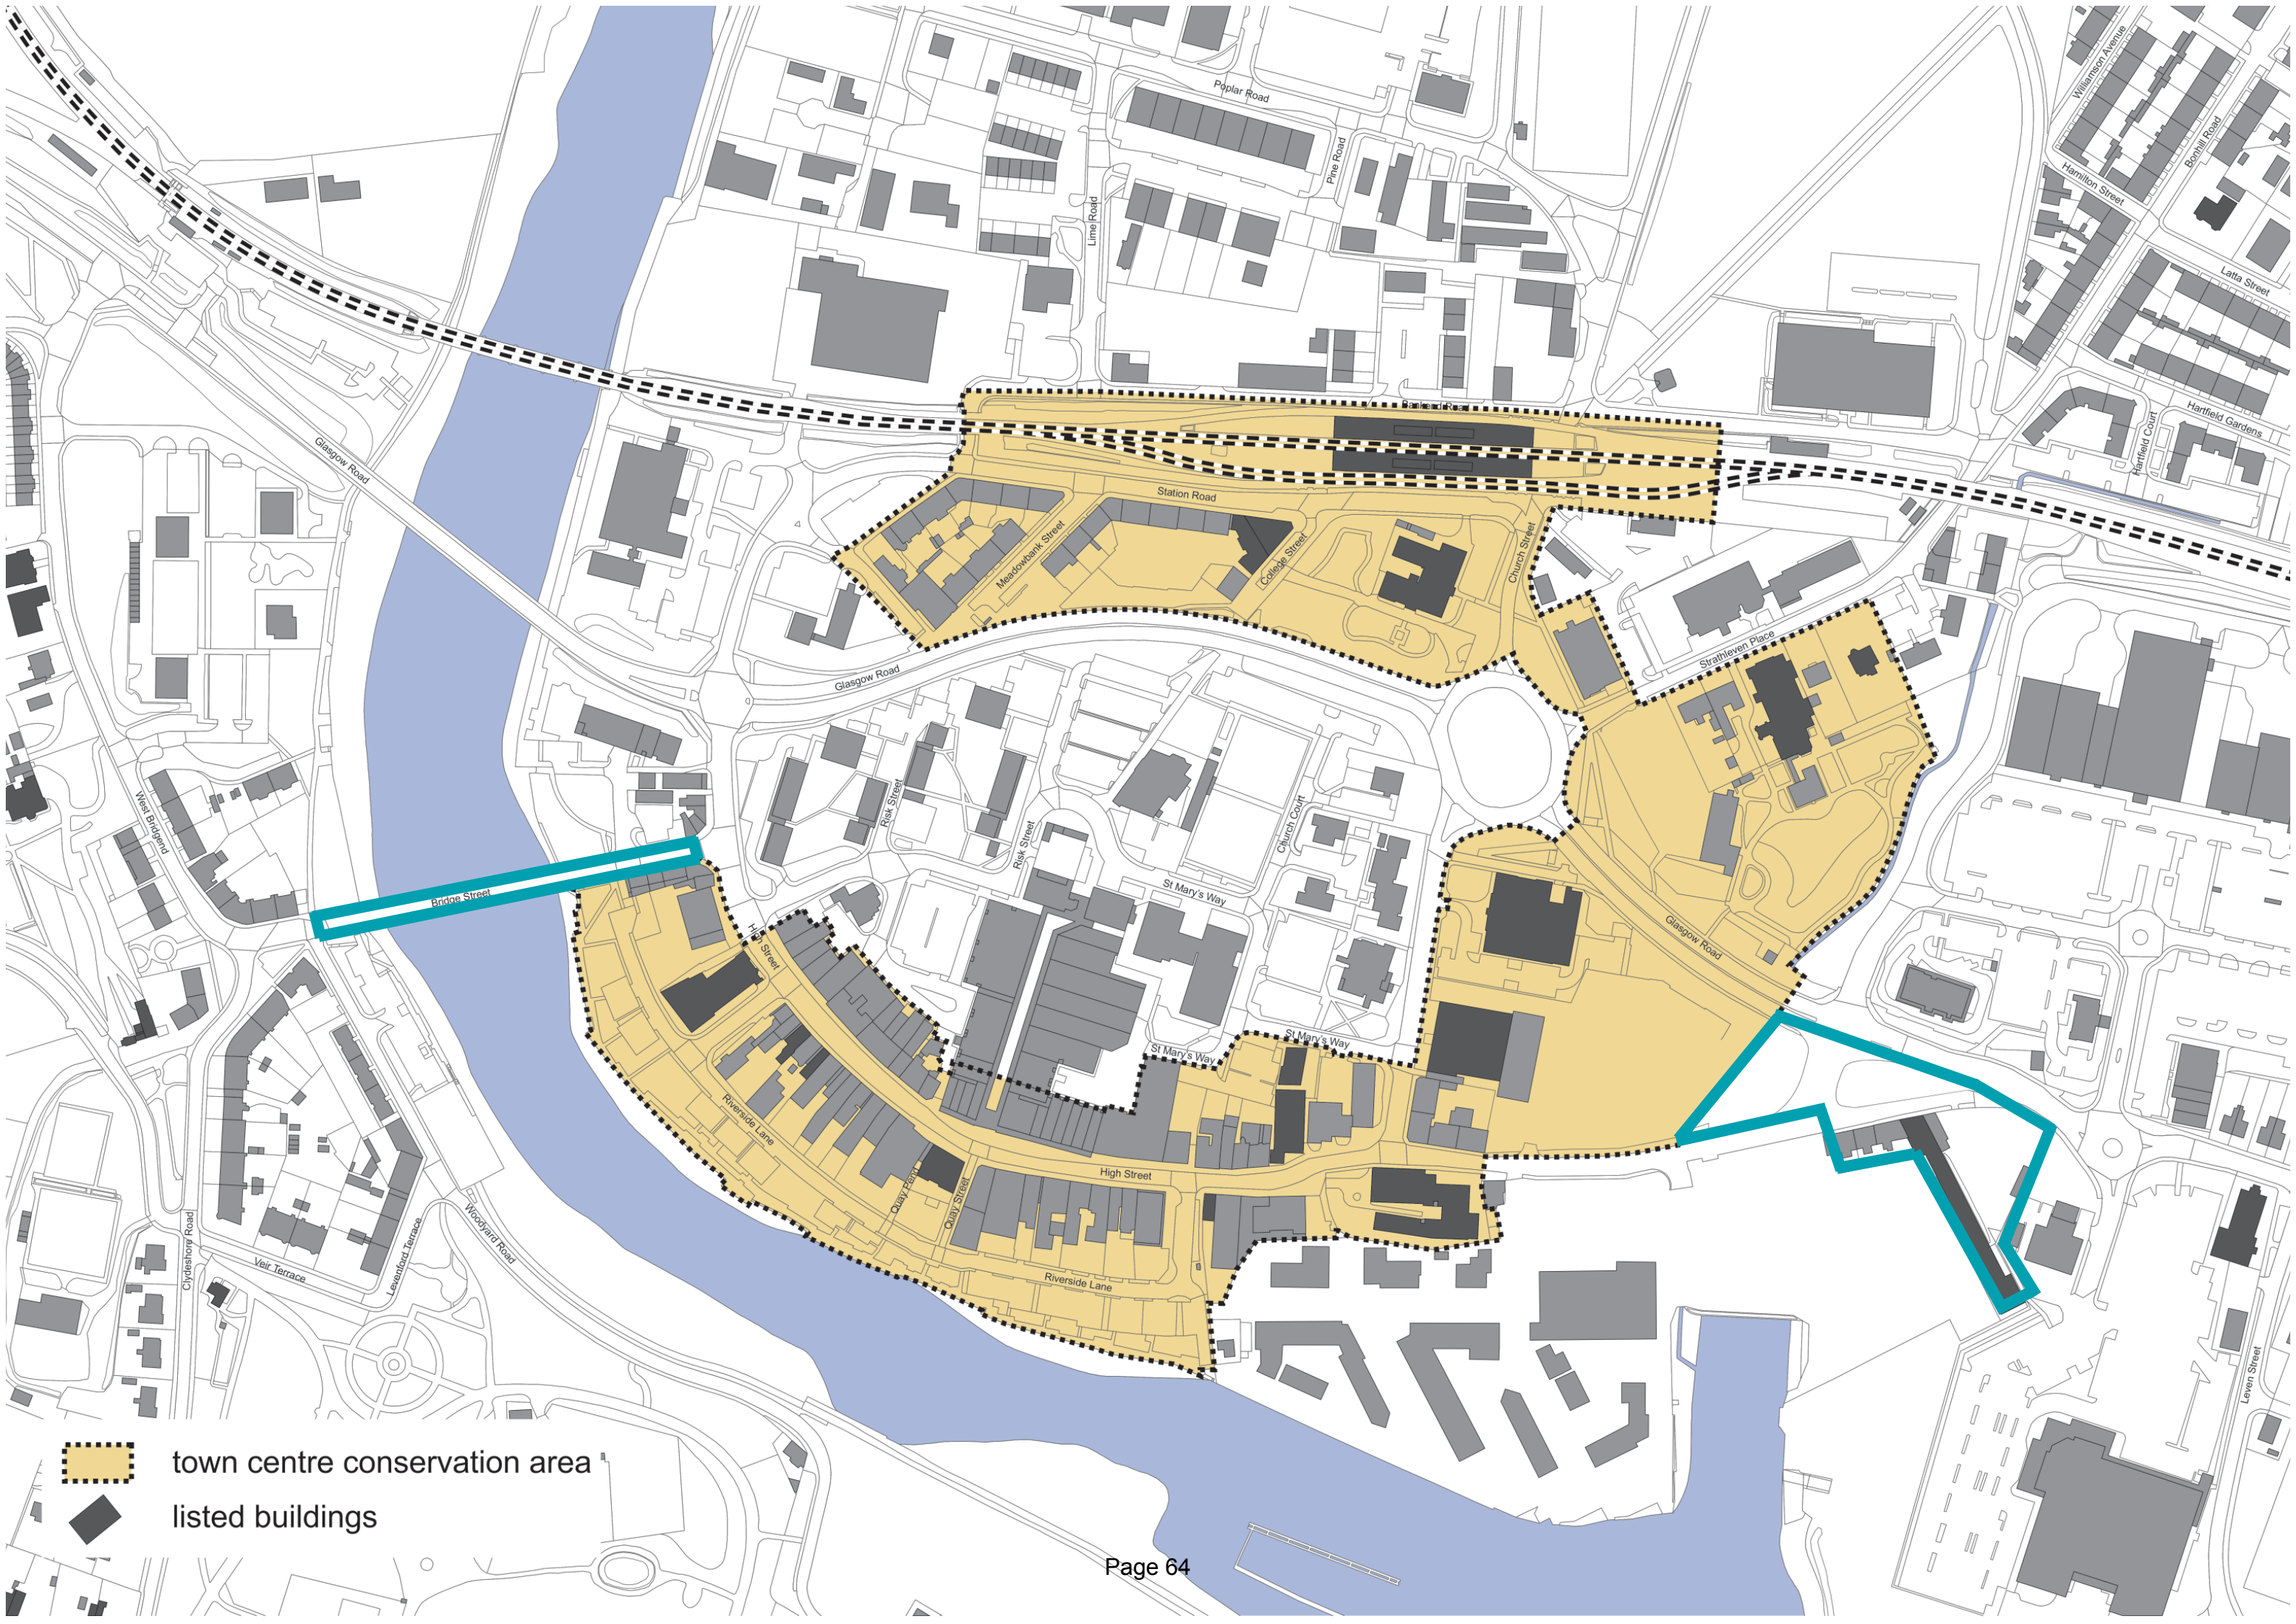 Williamson Avenue
Poplar Road
Bonhill Road
Pine Road
Hamilton Street
Lime Road
Latta Street
Hartfield Gardens
Hartfield Court
Glasgow Road
Station Road
Meadowbank Street
College Street
Church Street
Strathleven Place
Glasgow Road
West Bridgend
Risk Street
Risk Street
Church Court
St Mary's Way
Bridge Street
High Street
Glasgow Road
St Mary's Way
St Mary's Way
Riverside Lane
High Street
Quay Pend
Quay Street
Woodyard Road
Levenford Terrace
Clydeshore Road
Veir Terrace
Riverside Lane
Leven Street
town centre conservation area
listed buildings
Page 64